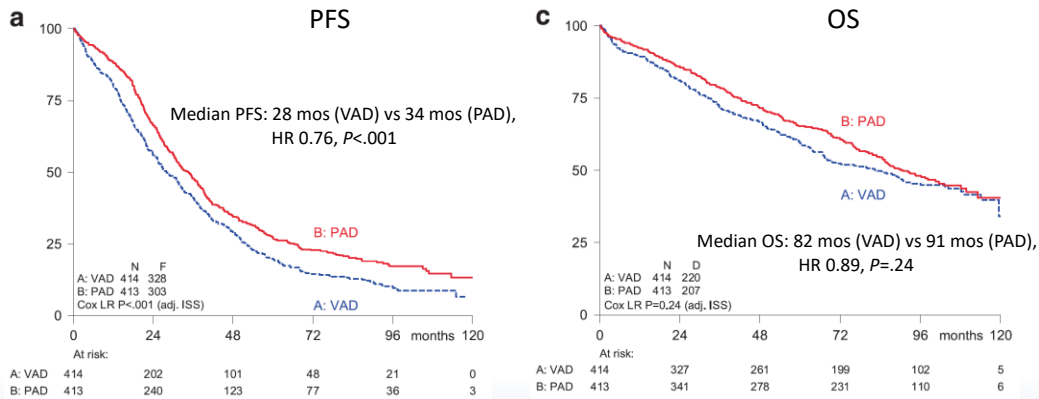 a
PFS
100
75
50
25
0
Median PFS: 28 mos (VAD) vs 34 mos (PAD),
HR 0.76, P<.001
B: PAD
A: VAD
N F
A: VAD 414 328
B: PAD 413 303
Cox LR P<.001 (adj. ISS)
0 24 48 72 96 months 120
At risk:
A: VAD 414 202 101 48 21 0
B: PAD 413 240 123 77 36 3
c
OS
100
75
50
25
0
B: PAD
A: VAD
Median OS: 82 mos (VAD) vs 91 mos (PAD),
HR 0.89, P=.24
N D
A: VAD 414 220
B: PAD 413 207
Cox LR P=0.24 (adj. ISS)
0 24 48 72 96 months 120
At risk:
A: VAD 414 327 261 199 102 5
B: PAD 413 341 278 231 110 6